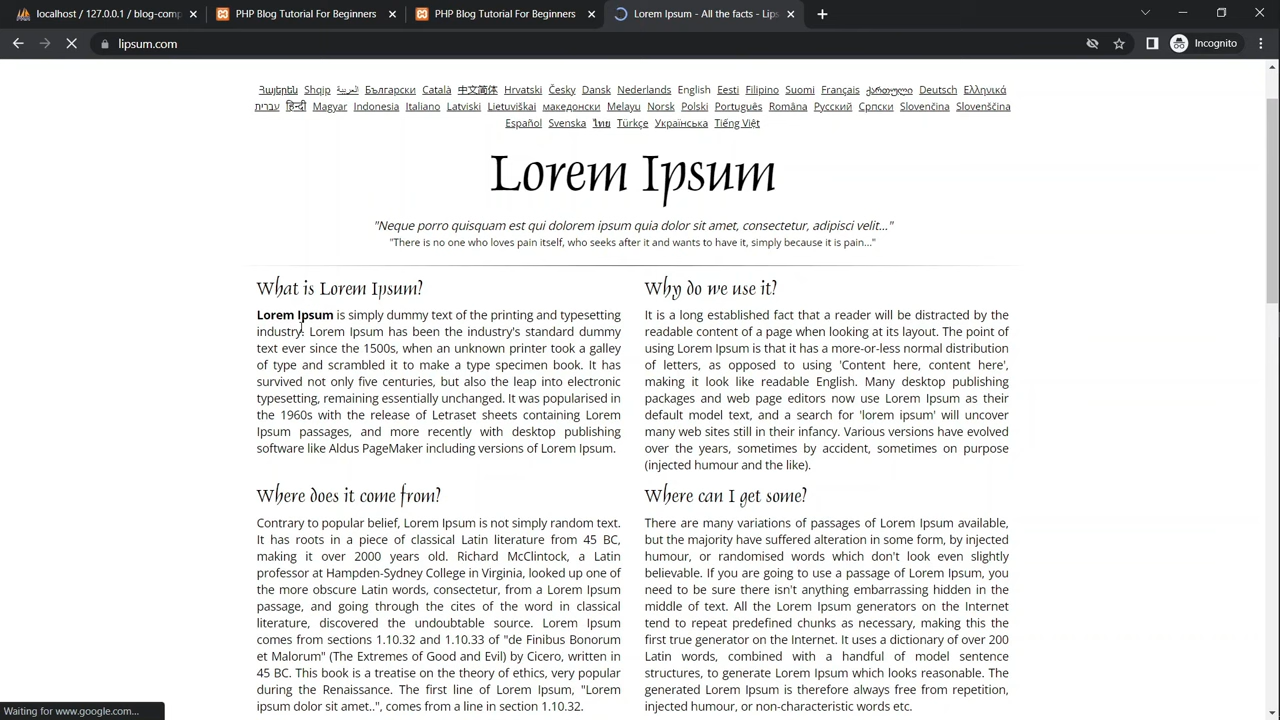 localhost / 127.0.0.1 / blog-comp
PHP Blog Tutorial For Beginners
PHP Blog Tutorial For Beginners
Lorem Ipsum - All the facts - Lips
lipsum.com
Incognito
Հայերեն Shqip العربية Български Català 中文简体 Hrvatski Česky Dansk Nederlands English Eesti Filipino Suomi Français ქართული Deutsch Ελληνικά
עברית हिन्दी Magyar Indonesia Italiano Latviski Lietuviškai македонски Melayu Norsk Polski Português Româna Pyccкий Српски Slovenčina Slovenščina
Español Svenska ไทย Türkçe Українська Tiếng Việt
Lorem Ipsum
"Neque porro quisquam est qui dolorem ipsum quia dolor sit amet, consectetur, adipisci velit..."
"There is no one who loves pain itself, who seeks after it and wants to have it, simply because it is pain..."
What is Lorem Ipsum?
Lorem Ipsum is simply dummy text of the printing and typesetting
industry. Lorem Ipsum has been the industry's standard dummy
text ever since the 1500s, when an unknown printer took a galley
of type and scrambled it to make a type specimen book. It has
survived not only five centuries, but also the leap into electronic
typesetting, remaining essentially unchanged. It was popularised in
the 1960s with the release of Letraset sheets containing Lorem
Ipsum passages, and more recently with desktop publishing
software like Aldus PageMaker including versions of Lorem Ipsum.
Why do we use it?
It is a long established fact that a reader will be distracted by the
readable content of a page when looking at its layout. The point of
using Lorem Ipsum is that it has a more-or-less normal distribution
of letters, as opposed to using 'Content here, content here',
making it look like readable English. Many desktop publishing
packages and web page editors now use Lorem Ipsum as their
default model text, and a search for 'lorem ipsum' will uncover
many web sites still in their infancy. Various versions have evolved
over the years, sometimes by accident, sometimes on purpose
(injected humour and the like).
Where does it come from?
Contrary to popular belief, Lorem Ipsum is not simply random text.
It has roots in a piece of classical Latin literature from 45 BC,
making it over 2000 years old. Richard McClintock, a Latin
professor at Hampden-Sydney College in Virginia, looked up one of
the more obscure Latin words, consectetur, from a Lorem Ipsum
passage, and going through the cites of the word in classical
literature, discovered the undoubtable source. Lorem Ipsum
comes from sections 1.10.32 and 1.10.33 of "de Finibus Bonorum
et Malorum" (The Extremes of Good and Evil) by Cicero, written in
45 BC. This book is a treatise on the theory of ethics, very popular
during the Renaissance. The first line of Lorem Ipsum, "Lorem
ipsum dolor sit amet..", comes from a line in section 1.10.32.
Where can I get some?
There are many variations of passages of Lorem Ipsum available,
but the majority have suffered alteration in some form, by injected
humour, or randomised words which don't look even slightly
believable. If you are going to use a passage of Lorem Ipsum, you
need to be sure there isn't anything embarrassing hidden in the
middle of text. All the Lorem Ipsum generators on the Internet
tend to repeat predefined chunks as necessary, making this the
first true generator on the Internet. It uses a dictionary of over 200
Latin words, combined with a handful of model sentence
structures, to generate Lorem Ipsum which looks reasonable. The
generated Lorem Ipsum is therefore always free from repetition,
injected humour, or non-characteristic words etc.
Waiting for www.google.com...